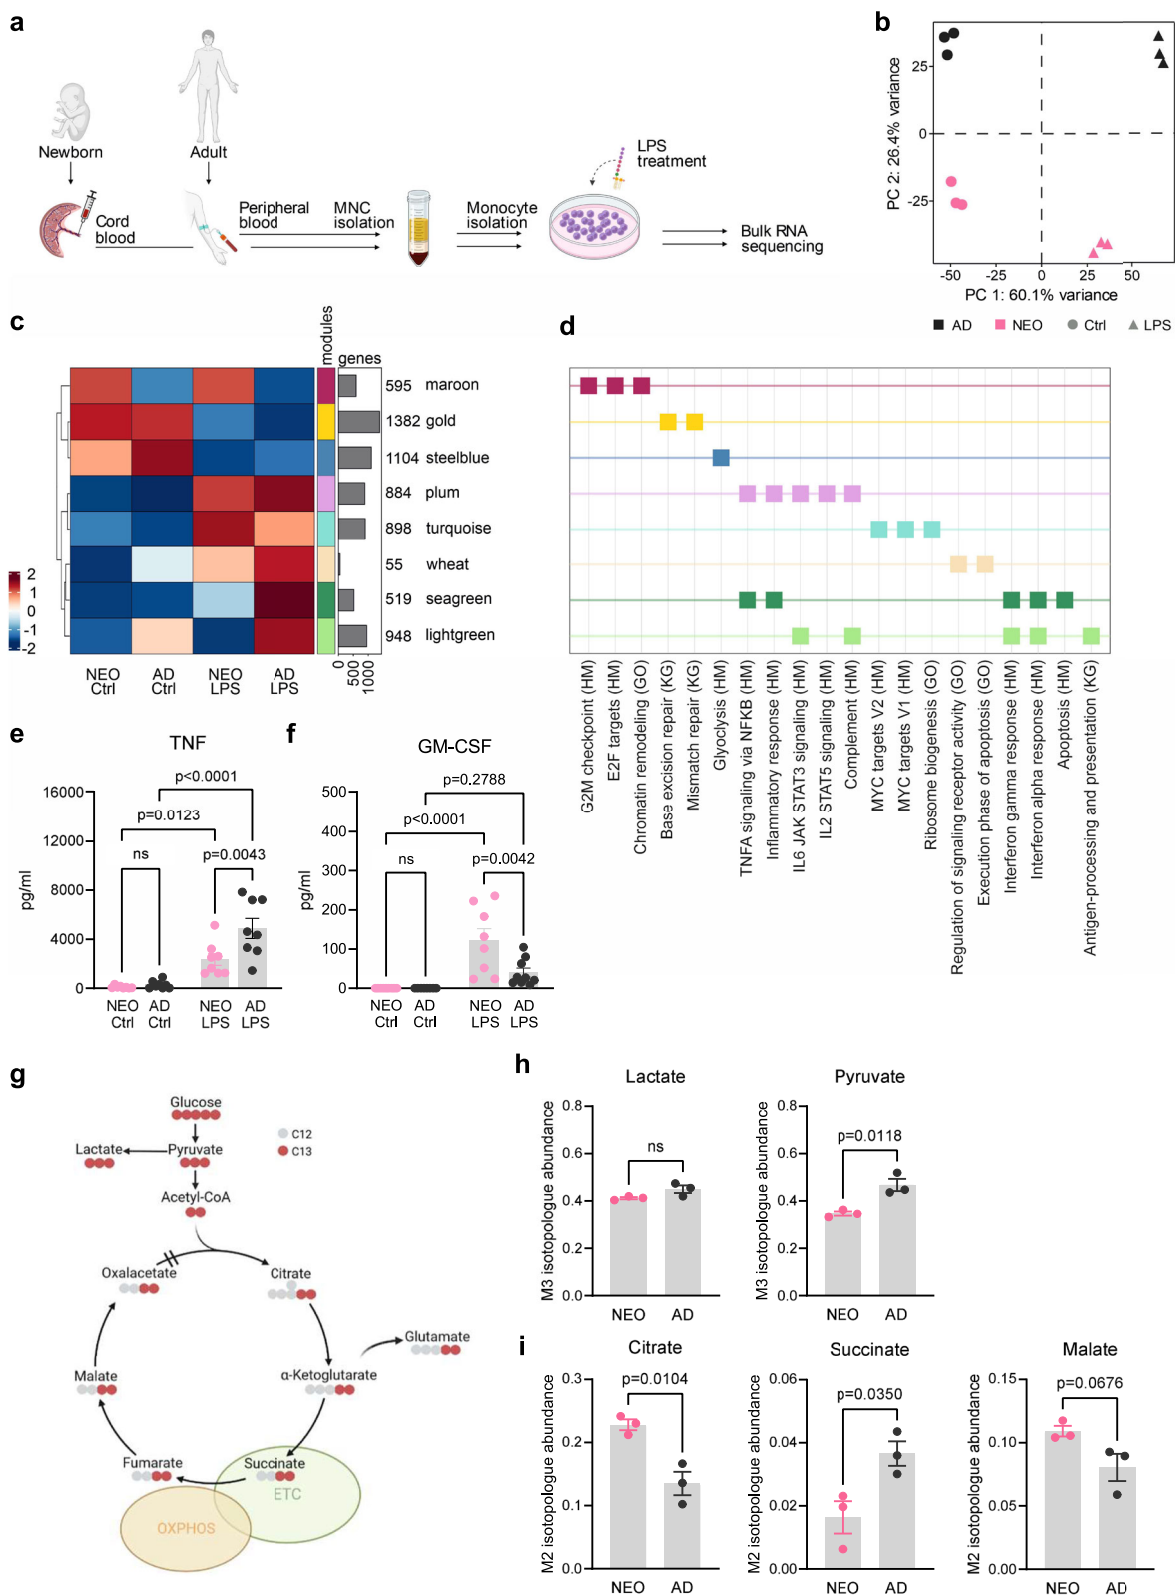 a
Newborn
Adult
Cord
blood
Peripheral
blood
MNC
isolation
Monocyte
isolation
LPS
treatment
Bulk RNA
sequencing
b
PC 2: 26.4% variance
25
0
-25
-50
-25
0
25
50
PC 1: 60.1% variance
AD
NEO
Ctrl
LPS
c
modules
genes
595 maroon
1382 gold
1104 steelblue
884 plum
898 turquoise
55 wheat
519 seagreen
948 lightgreen
2
1
0
-1
-2
NEO
Ctrl
AD
Ctrl
NEO
LPS
AD
LPS
0
500
1000
d
G2M checkpoint (HM)
E2F targets (HM)
Chromatin remodeling (GO)
Base excision repair (KG)
Mismatch repair (KG)
Glyoclysis (HM)
TNFA signaling via NFKB (HM)
Inflammatory response (HM)
IL6 JAK STAT3 signaling (HM)
IL2 STAT5 signaling (HM)
Complement (HM)
MYC targets V2 (HM)
MYC targets V1 (HM)
Ribosome biogenesis (GO)
Regulation of signaling receptor activity (GO)
Execution phase of apoptosis (GO)
Interferon gamma response (HM)
Interferon alpha response (HM)
Apoptosis (HM)
Antigen-processing and presentation (KG)
e
TNF
pg/ml
16000
12000
8000
4000
0
p<0.0001
p=0.0123
ns
p=0.0043
NEO
Ctrl
AD
Ctrl
NEO
LPS
AD
LPS
f
GM-CSF
pg/ml
500
400
300
200
100
0
p=0.2788
p<0.0001
ns
p=0.0042
NEO
Ctrl
AD
Ctrl
NEO
LPS
AD
LPS
g
Glucose
C12
C13
Lactate
Pyruvate
Acetyl-CoA
Oxalacetate
Citrate
Glutamate
Malate
α-Ketoglutarate
Fumarate
Succinate
ETC
OXPHOS
h
Lactate
M3 isotopologue abundance
0.8
0.6
0.4
0.2
0.0
ns
NEO
AD
Pyruvate
M3 isotopologue abundance
0.8
0.6
0.4
0.2
0.0
p=0.0118
NEO
AD
i
Citrate
M2 isotopologue abundance
0.3
0.2
0.1
0.0
p=0.0104
NEO
AD
Succinate
M2 isotopologue abundance
0.06
0.04
0.02
0.00
p=0.0350
NEO
AD
Malate
M2 isotopologue abundance
0.15
0.10
0.05
0.00
p=0.0676
NEO
AD